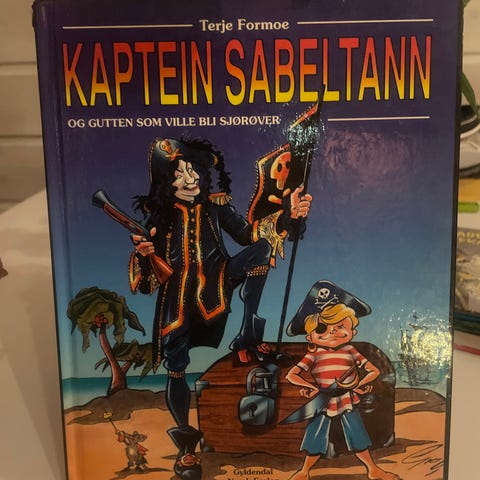 Terje Formoe
KAPTEIN SABELTANN
OG GUTTEN SOM VILLE BLI SJØRØVER
Gyldendal